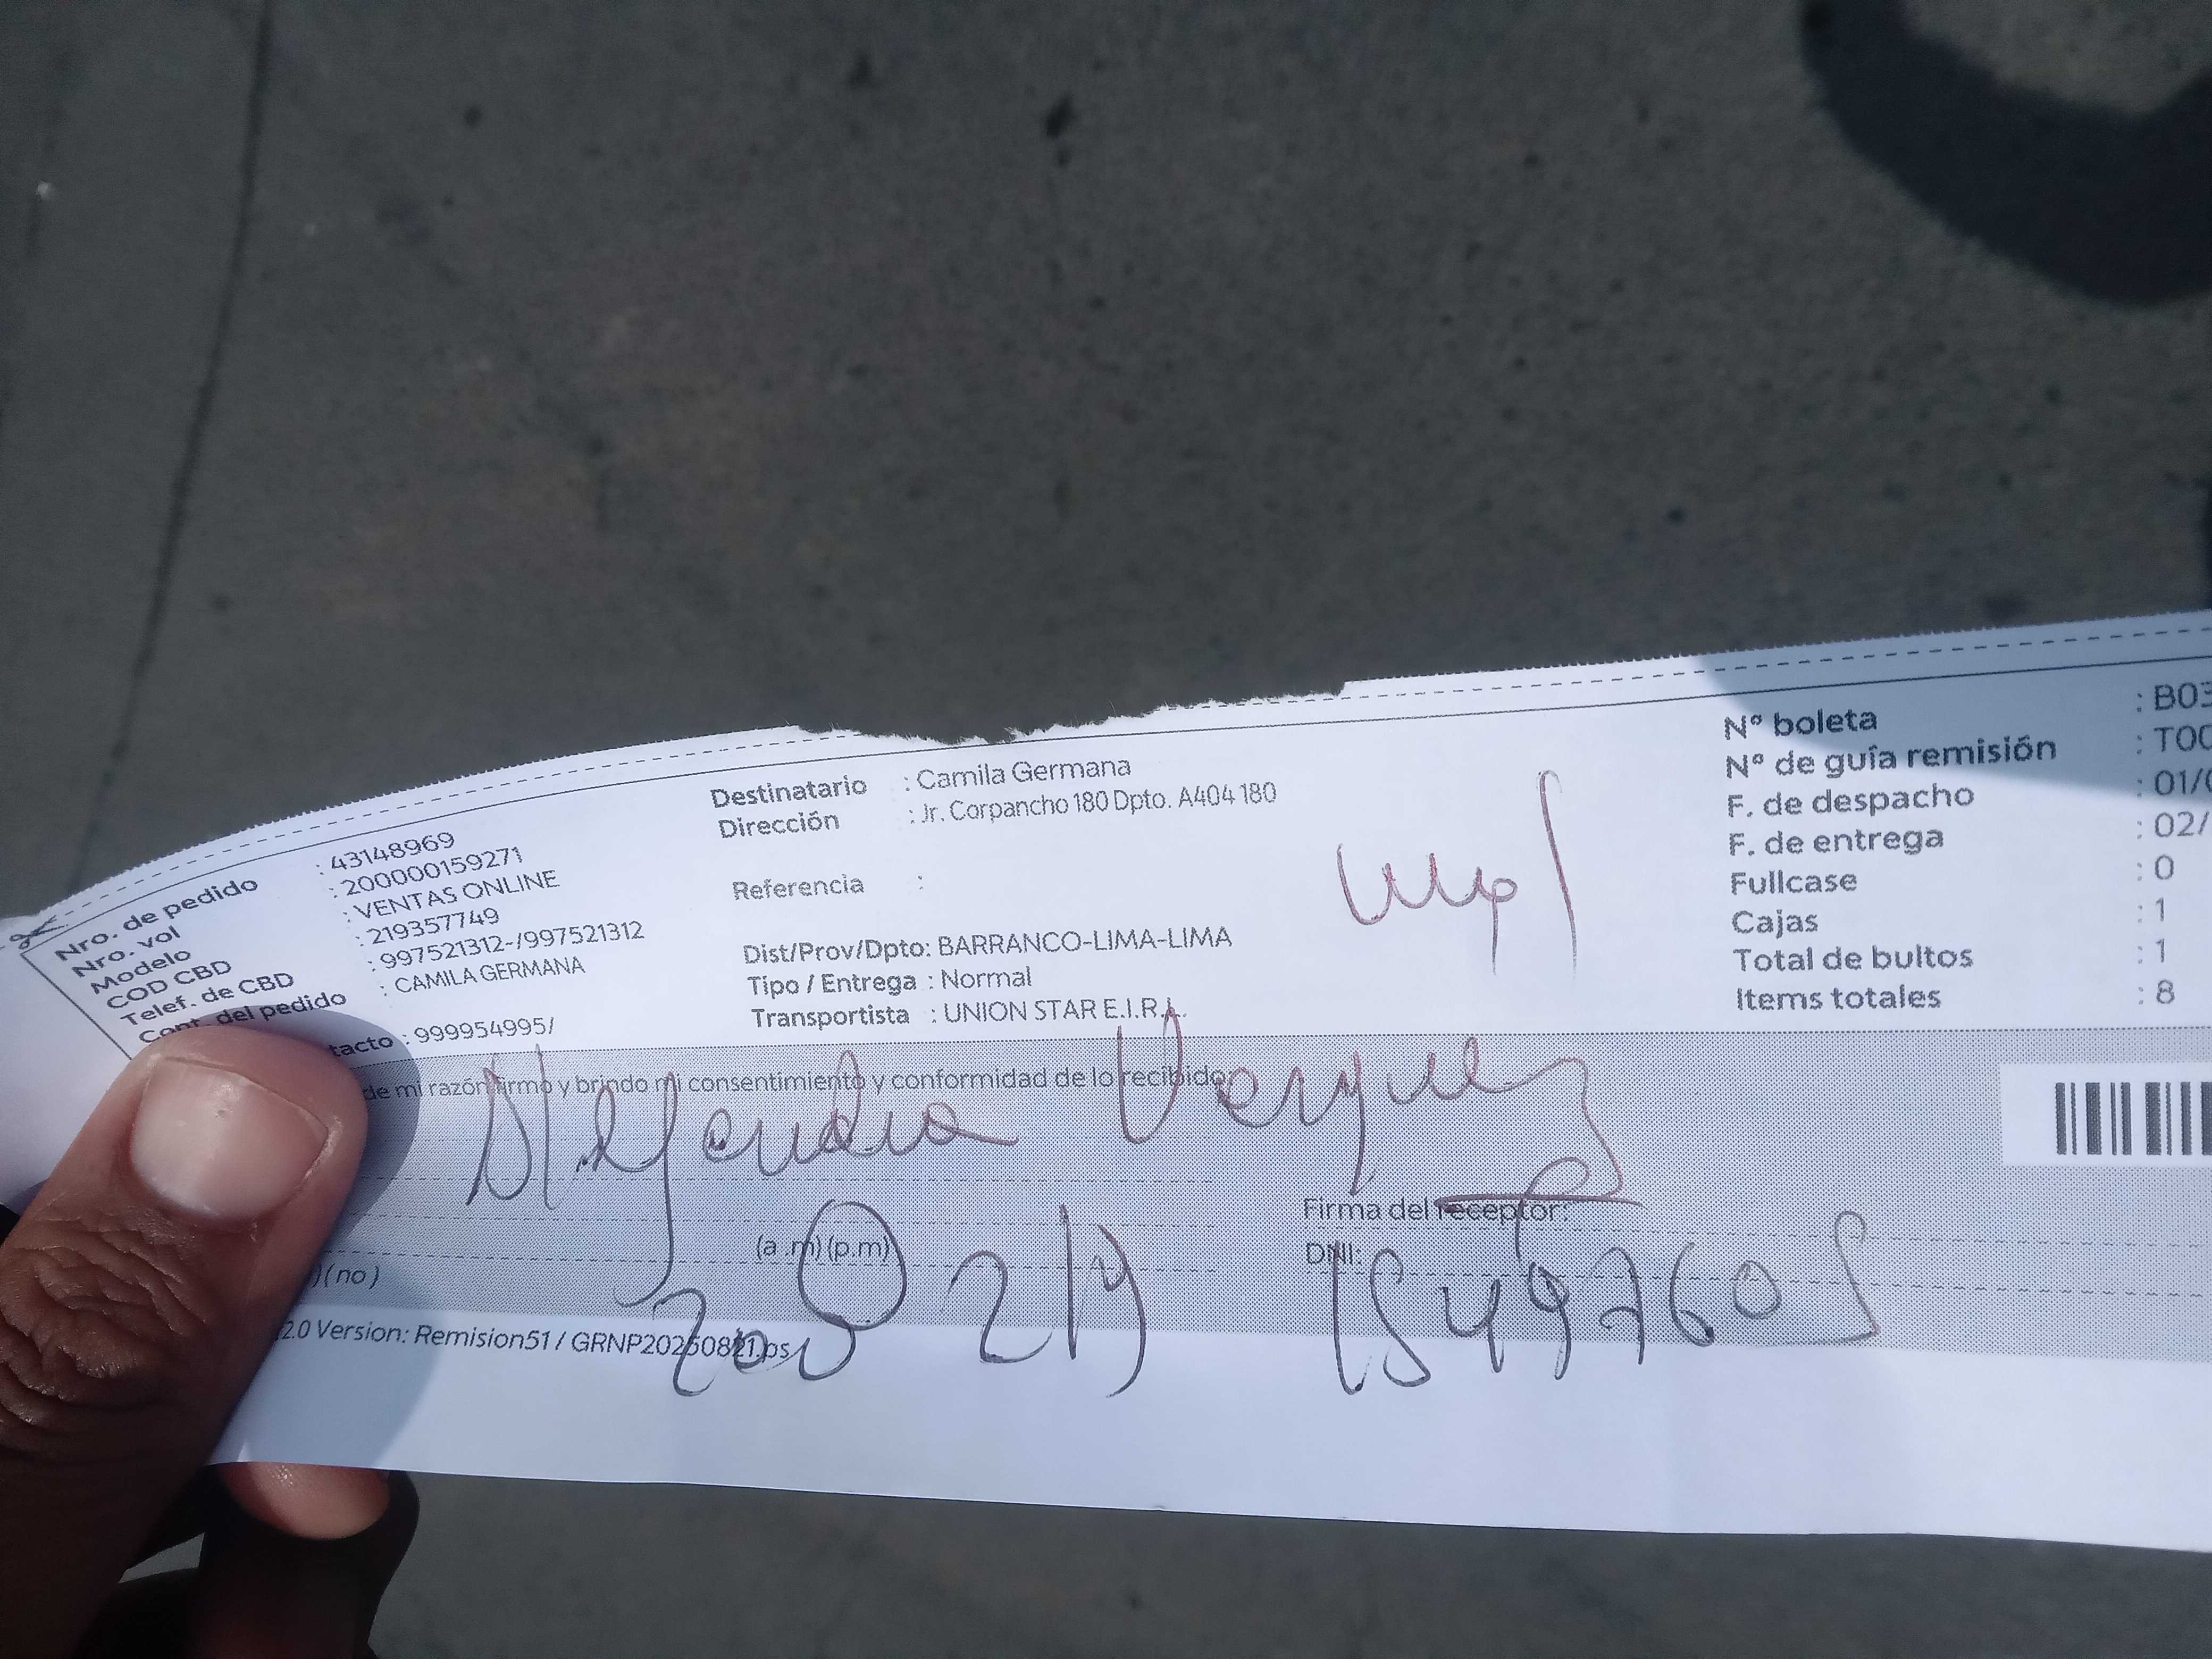 Nro. de pedido : 43148969
Nro. vol : 200000159271
Modelo : VENTAS ONLINE
COD CBD : 219357749
Telef. de CBD : 997521312-/997521312
Cont. del pedido : CAMILA GERMANA
tacto : 999954995/
Destinatario : Camila Germana
Dirección : Jr. Corpancho 180 Dpto. A404 180
Referencia :
Dist/Prov/Dpto: BARRANCO-LIMA-LIMA
Tipo / Entrega : Normal
Transportista : UNION STAR E.I.R.L.
Nº boleta : B03
Nº de guía remisión : T00
F. de despacho : 01/0
F. de entrega : 02/
Fullcase : 0
Cajas : 1
Total de bultos : 1
Items totales : 8
de mi razón firmo y brindo mi consentimiento y conformidad de lo recibido:
Vasquez
Firma del receptor:
(a .m) (p.m)
DNI: 15497605
)(no)
2.0 Version: Remision51 / GRNP20250821.ps